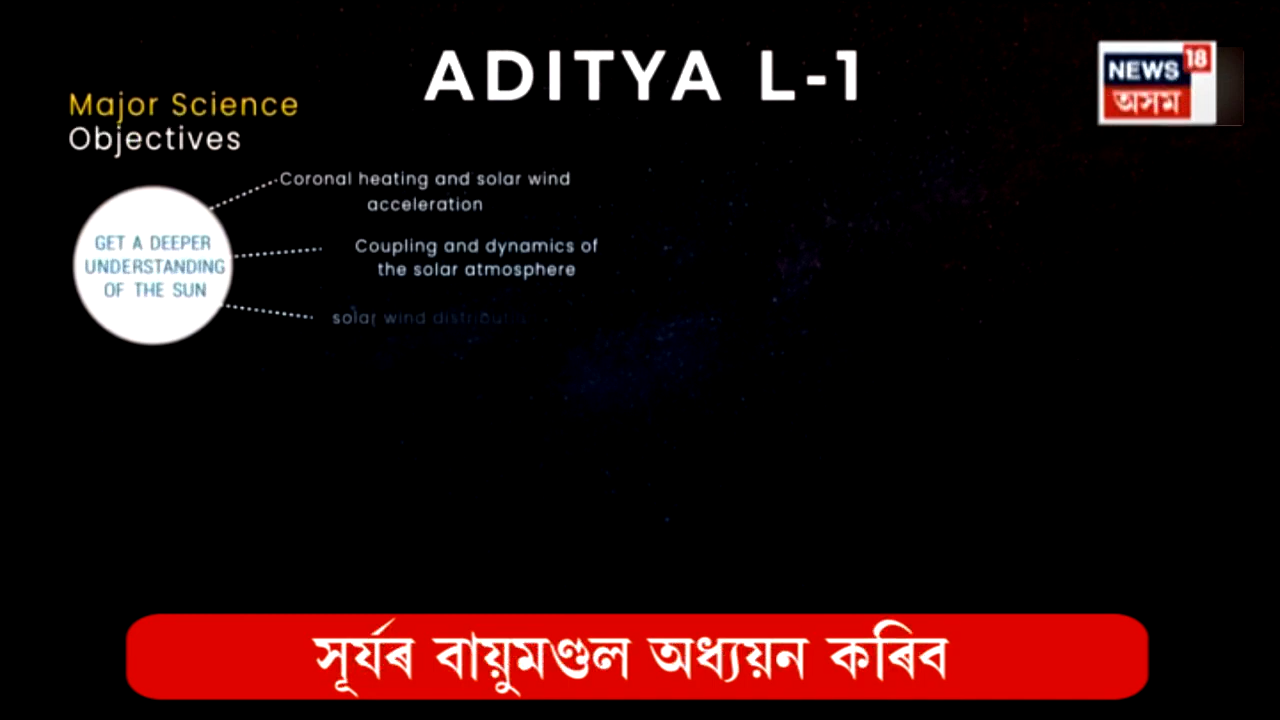 ADITYA L-1
NEWS 18
অসম
Major Science
Objectives
Coronal heating and solar wind
acceleration
GET A DEEPER
UNDERSTANDING
OF THE SUN
Coupling and dynamics of
the solar atmosphere
solar wind
সূৰ্যৰ বায়ুমণ্ডল অধ্যয়ন কৰিব